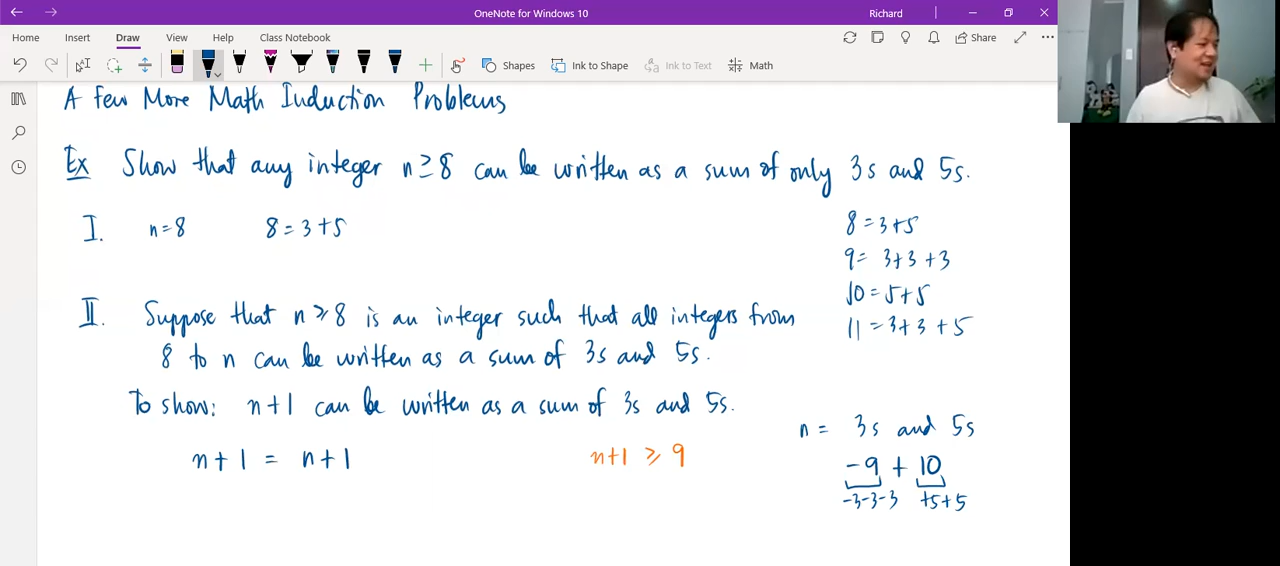 OneNote for Windows 10
Richard
Home Insert Draw View Help Class Notebook
Share
Shapes Ink to Shape Ink to Text Math
A Few More Math Induction Problems
Ex Show that any integer n ≥ 8 can be written as a sum of only 3s and 5s.
I. n=8 8 = 3+5
8 = 3+5
9 = 3+3+3
10 = 5+5
11 = 3+3+5
II. Suppose that n ≥ 8 is an integer such that all integers from
8 to n can be written as a sum of 3s and 5s.
To show: n+1 can be written as a sum of 3s and 5s.
n+1 = n+1 n+1 ≥ 9
n = 3s and 5s
-9 + 10
-3-3-3 +5+5